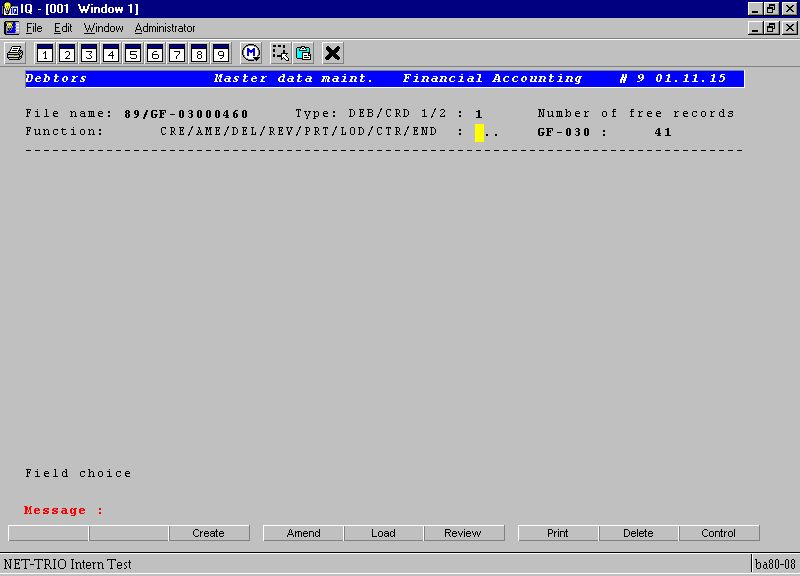 IQ - [001 Window 1]
File Edit Window Administrator
1 2 3 4 5 6 7 8 9 M
Debtors Master data maint. Financial Accounting # 9 01.11.15
File name: 89/GF-03000460 Type: DEB/CRD 1/2 : 1 Number of free records
Function: CRE/AME/DEL/REV/PRT/LOD/CTR/END : .. GF-030 : 41
--------------------------------------------------------------------------------
Field choice
Message :
Create Amend Load Review Print Delete Control
NET-TRIO Intern Test ba80-08